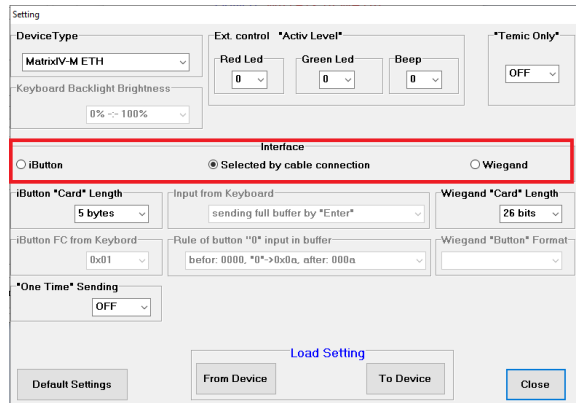 Setting
DeviceType
MatrixIV-M ETH
Ext. control "Activ Level"
Red Led
0
Green Led
0
Beep
0
"Temic Only"
OFF
Keyboard Backlight Brightness
0% -:- 100%
Interface
iButton
Selected by cable connection
Wiegand
iButton "Card" Length
5 bytes
Input from Keyboard
sending full buffer by "Enter"
Wiegand "Card" Length
26 bits
iButton FC from Keybord
0x01
Rule of button "0" input in buffer
befor: 0000, "0"->0x0a, after: 000a
Wiegand "Button" Format
"One Time" Sending
OFF
Load Setting
Default Settings
From Device
To Device
Close